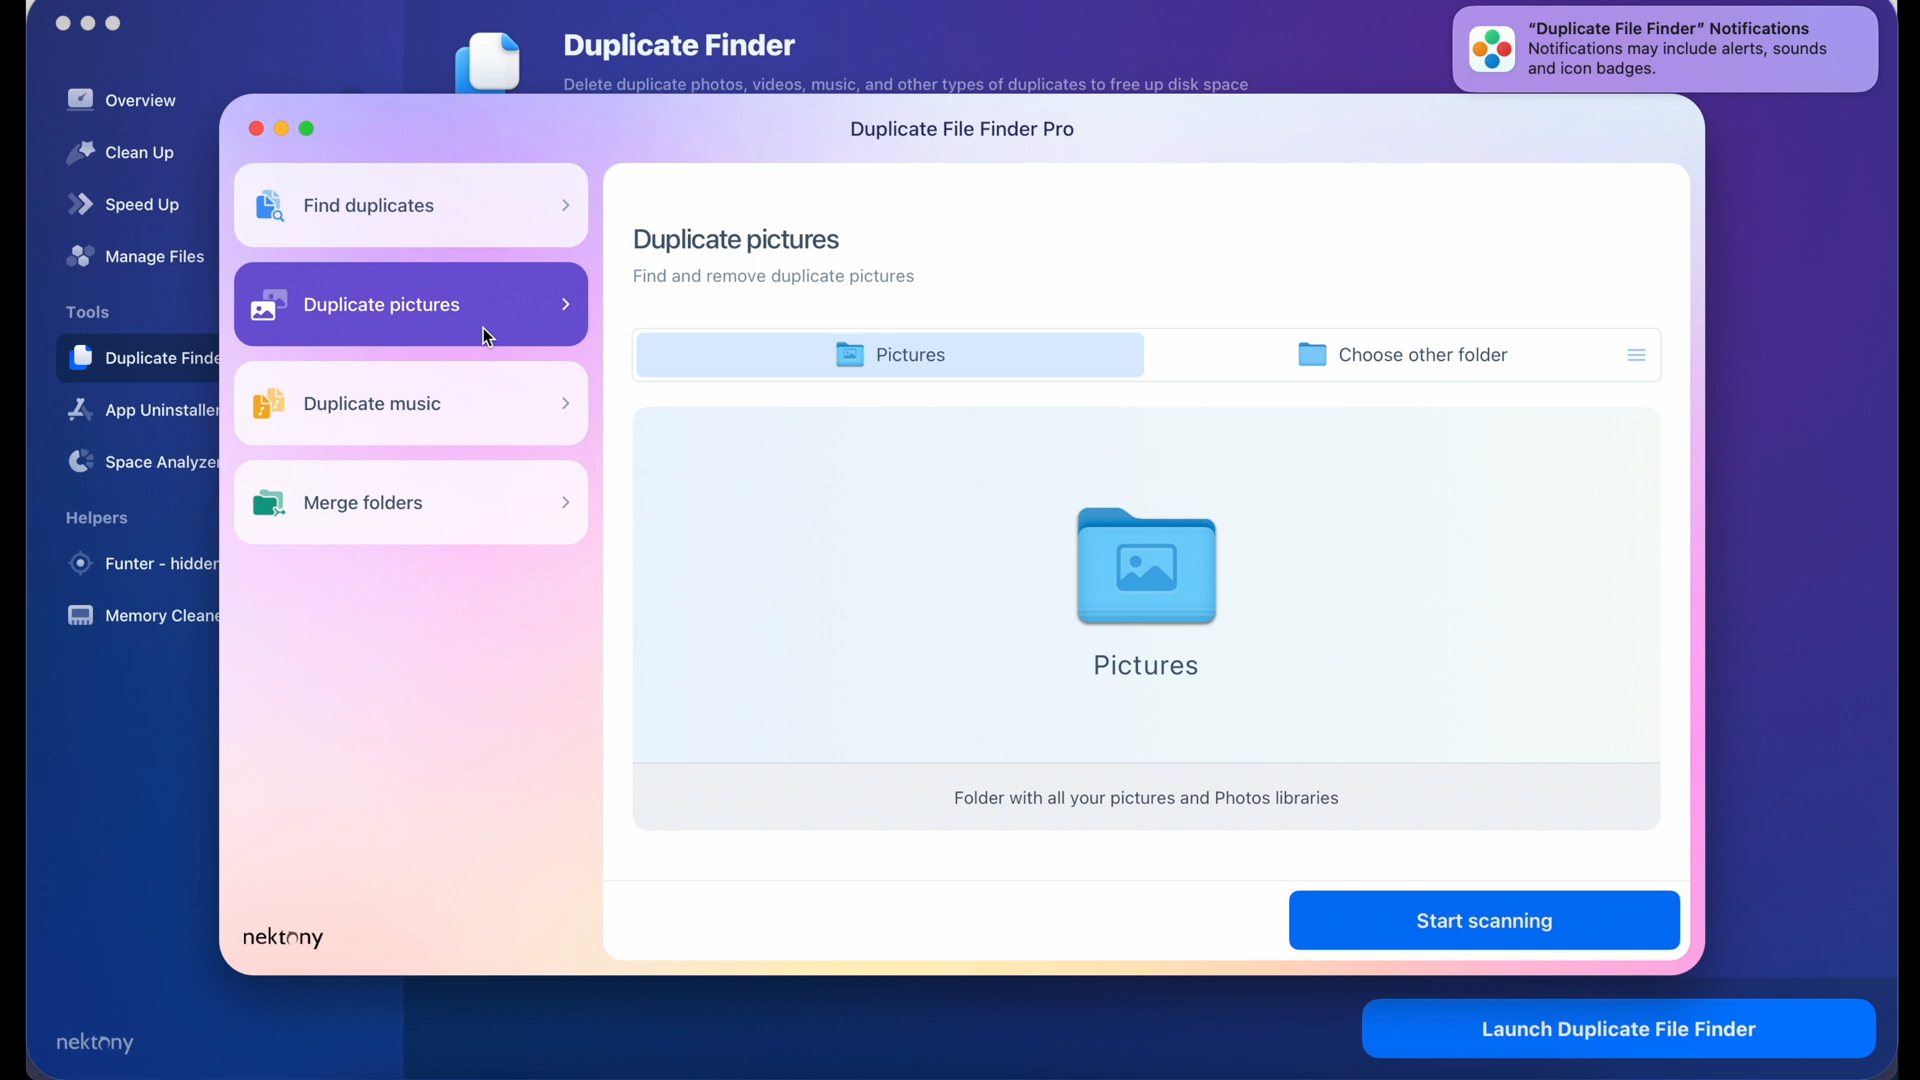 Duplicate Finder
Delete duplicate photos, videos, music, and other types of duplicates to free up disk space
“Duplicate File Finder” Notifications
Notifications may include alerts, sounds
and icon badges.
Overview
Clean Up
Speed Up
Manage Files
Tools
Duplicate Finde
App Uninstaller
Space Analyzer
Helpers
Funter - hidden
Memory Cleane
nektony
Duplicate File Finder Pro
Find duplicates
Duplicate pictures
Duplicate music
Merge folders
nektony
Duplicate pictures
Find and remove duplicate pictures
Pictures
Choose other folder
Pictures
Folder with all your pictures and Photos libraries
Start scanning
Launch Duplicate File Finder